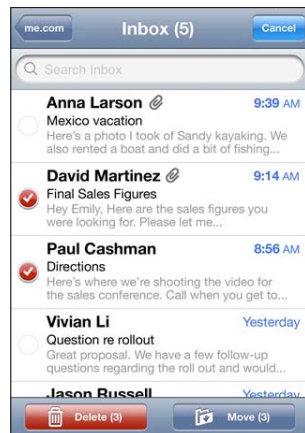 me.com
Inbox (5)
Cancel
Search Inbox
Anna Larson
9:39 AM
Mexico vacation
Here's a photo I took of Sandy kayaking. We
also rented a boat and did a bit of fishing...
David Martinez
9:14 AM
Final Sales Figures
Hey Emily, Here are the sales figures you
were looking for. Please let me...
Paul Cashman
8:56 AM
Directions
Here's where we're shooting the video for
the sales conference. Call when you get to...
Vivian Li
Yesterday
Question re rollout
Great proposal. We have a few follow-up
questions regarding the roll out and would...
Jason Russell
Yesterday
Delete (3)
Move (3)